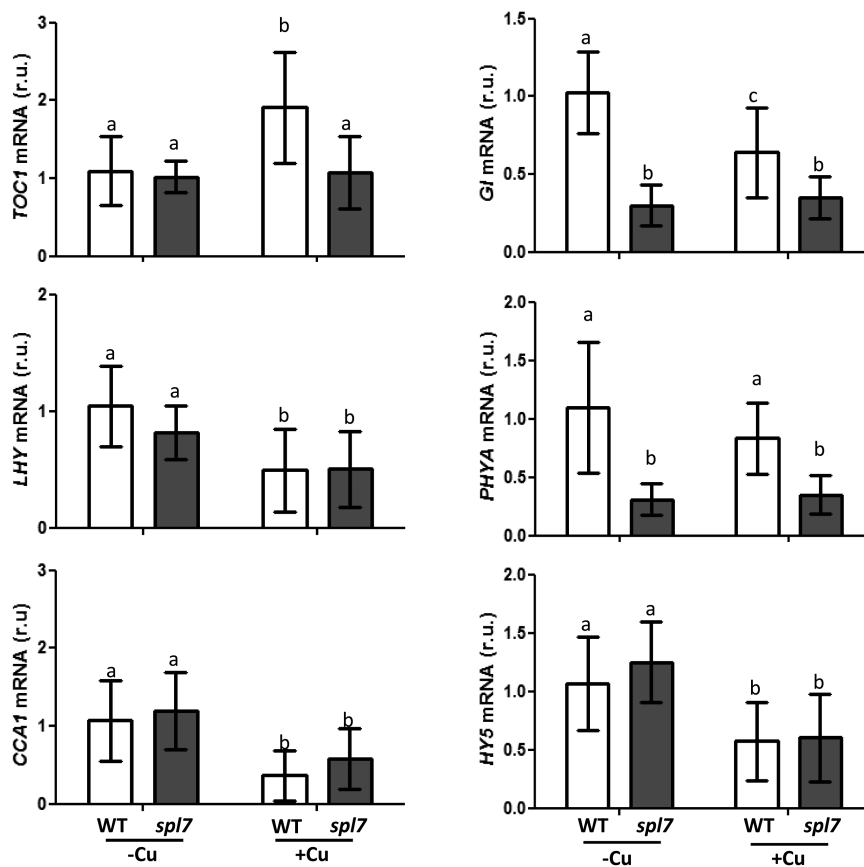 TOC1 mRNA (r.u.)
3
2
1
0
a
a
b
a
GI mRNA (r.u.)
1.5
1.0
0.5
0.0
a
b
c
b
LHY mRNA (r.u.)
2
1
0
a
a
b
b
PHYA mRNA (r.u.)
2.0
1.5
1.0
0.5
0.0
a
b
a
b
CCA1 mRNA (r.u)
3
2
1
0
a
a
b
b
WT spl7 WT spl7
-Cu +Cu
HY5 mRNA (r.u.)
2.0
1.5
1.0
0.5
0.0
a
a
b
b
WT spl7 WT spl7
-Cu +Cu